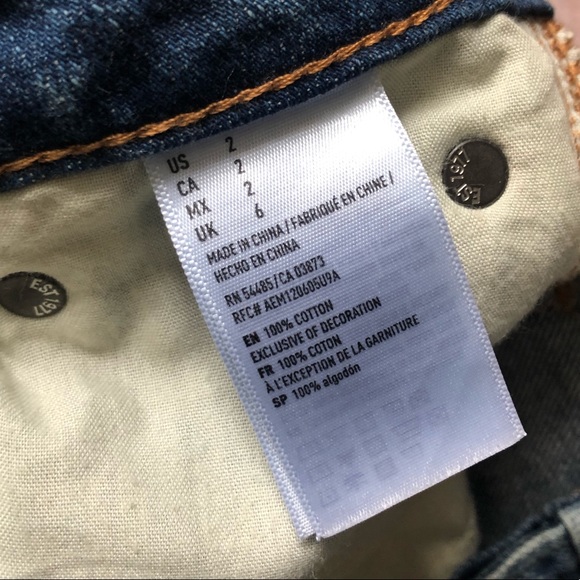 US 2
CA 2
MX 2
UK 6
MADE IN CHINA / FABRIQUÉ EN CHINE /
HECHO EN CHINA
RN 54485/CA 03873
RFC# AEM120605U9A
EN 100% COTTON
EXCLUSIVE OF DECORATION
FR 100% COTON
À L'EXCEPTION DE LA GARNITURE
SP 100% algodón
EST 1977
EST 1977